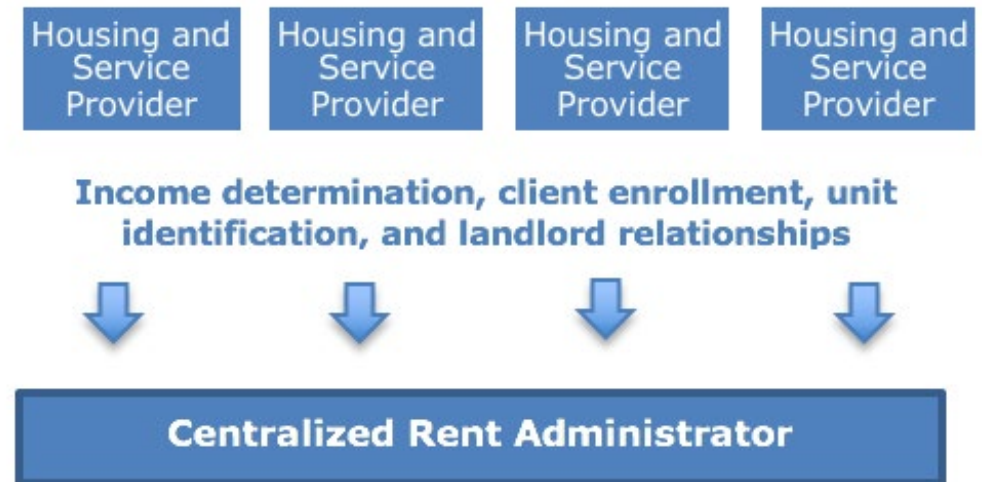 Housing and
Service
Provider
Housing and
Service
Provider
Housing and
Service
Provider
Housing and
Service
Provider
Income determination, client enrollment, unit
identification, and landlord relationships
Centralized Rent Administrator